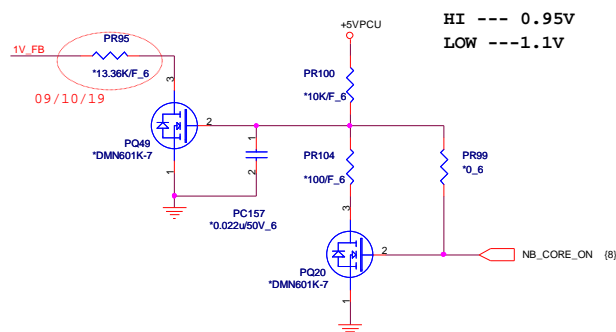 HI --- 0.95V
LOW ---1.1V
+5VPCU
1V_FB
PR95
*13.36K/F_6
09/10/19
3
PR100
*10K/F_6
PQ49
*DMN601K-7
2
1
1
2
PC157
*0.022u/50V_6
PR104
*100/F_6
PR99
*0_6
3
PQ20
*DMN601K-7
2
1
NB_CORE_ON {8}